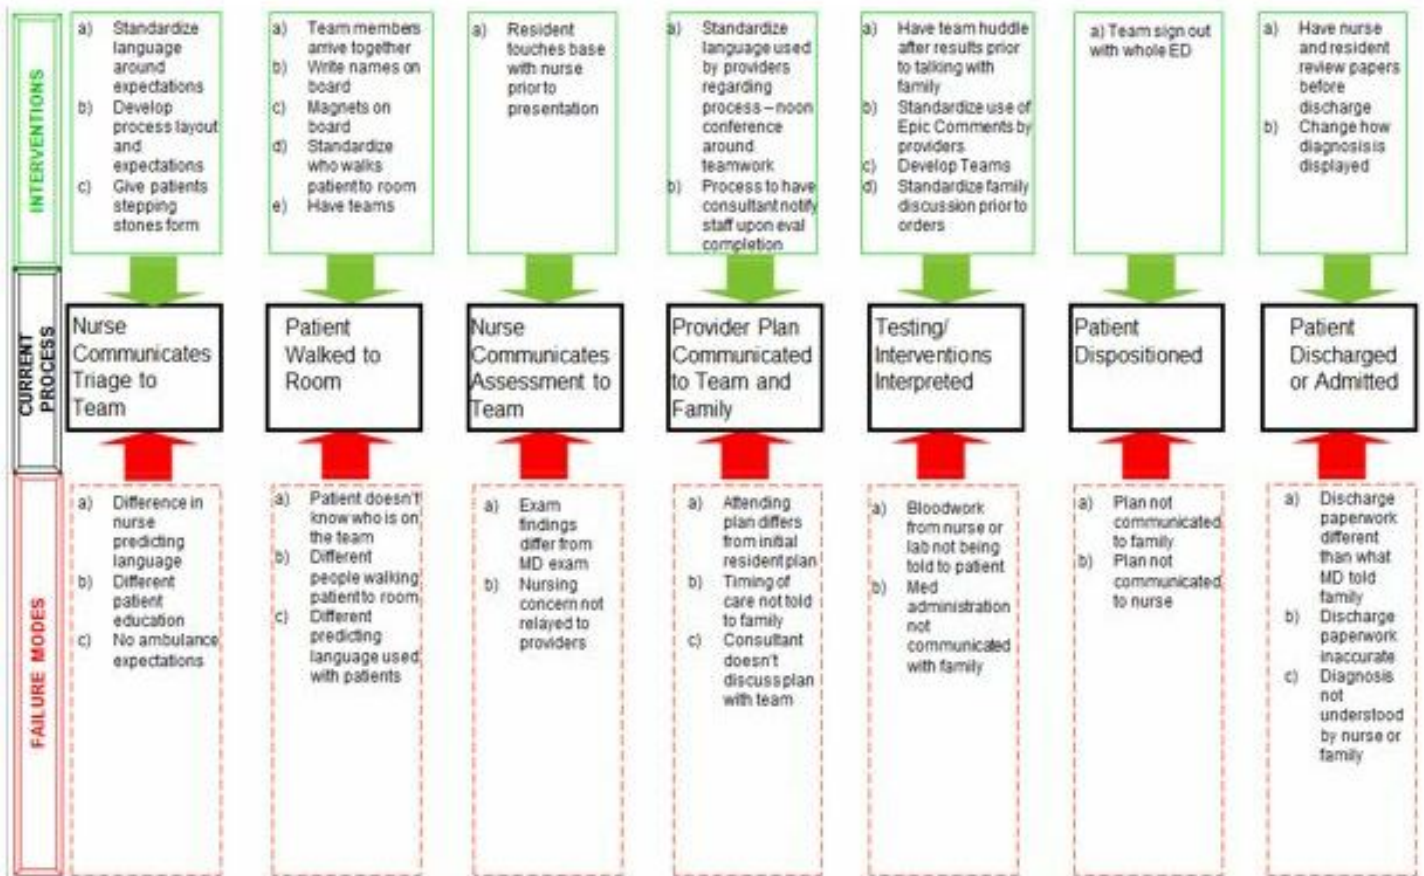 INTERVENTIONS
a) Standardize
language
around
expectations
b) Develop
process layout
and
expectations
c) Give patients
stepping
stones form
a) Team members
arrive together
b) Write names on
board
c) Magnets on
board
d) Standardize
who walks
patient to room
e) Have teams
a) Resident
touches base
with nurse
prior to
presentation
a) Standardize
language used
by providers
regarding
process – noon
conference
around
teamwork
b) Process to have
consultant notify
staff upon eval
completion
a) Have team huddle
after results prior
to talking with
family
b) Standardize use of
Epic Comments by
providers
c) Develop Teams
d) Standardize family
discussion prior to
orders
a) Team sign out
with whole ED
a) Have nurse
and resident
review papers
before
discharge
b) Change how
diagnosis is
displayed
CURRENT
PROCESS
Nurse
Communicates
Triage to
Team
Patient
Walked to
Room
Nurse
Communicates
Assessment to
Team
Provider Plan
Communicated
to Team and
Family
Testing/
Interventions
Interpreted
Patient
Dispositioned
Patient
Discharged
or Admitted
FAILURE MODES
a) Difference in
nurse
predicting
language
b) Different
patient
education
c) No ambulance
expectations
a) Patient doesn't
know who is on
the team
b) Different
people walking
patient to room
c) Different
predicting
language used
with patients
a) Exam
findings
differ from
MD exam
b) Nursing
concern not
relayed to
providers
a) Attending
plan differs
from initial
resident plan
b) Timing of
care not told
to family
c) Consultant
doesn't
discuss plan
with team
a) Bloodwork
from nurse or
lab not being
told to patient
b) Med
administration
not
communicated
with family
a) Plan not
communicated
to family
b) Plan not
communicated
to nurse
a) Discharge
paperwork
different
than what
MD told
family
b) Discharge
paperwork
inaccurate
c) Diagnosis
not
understood
by nurse or
family